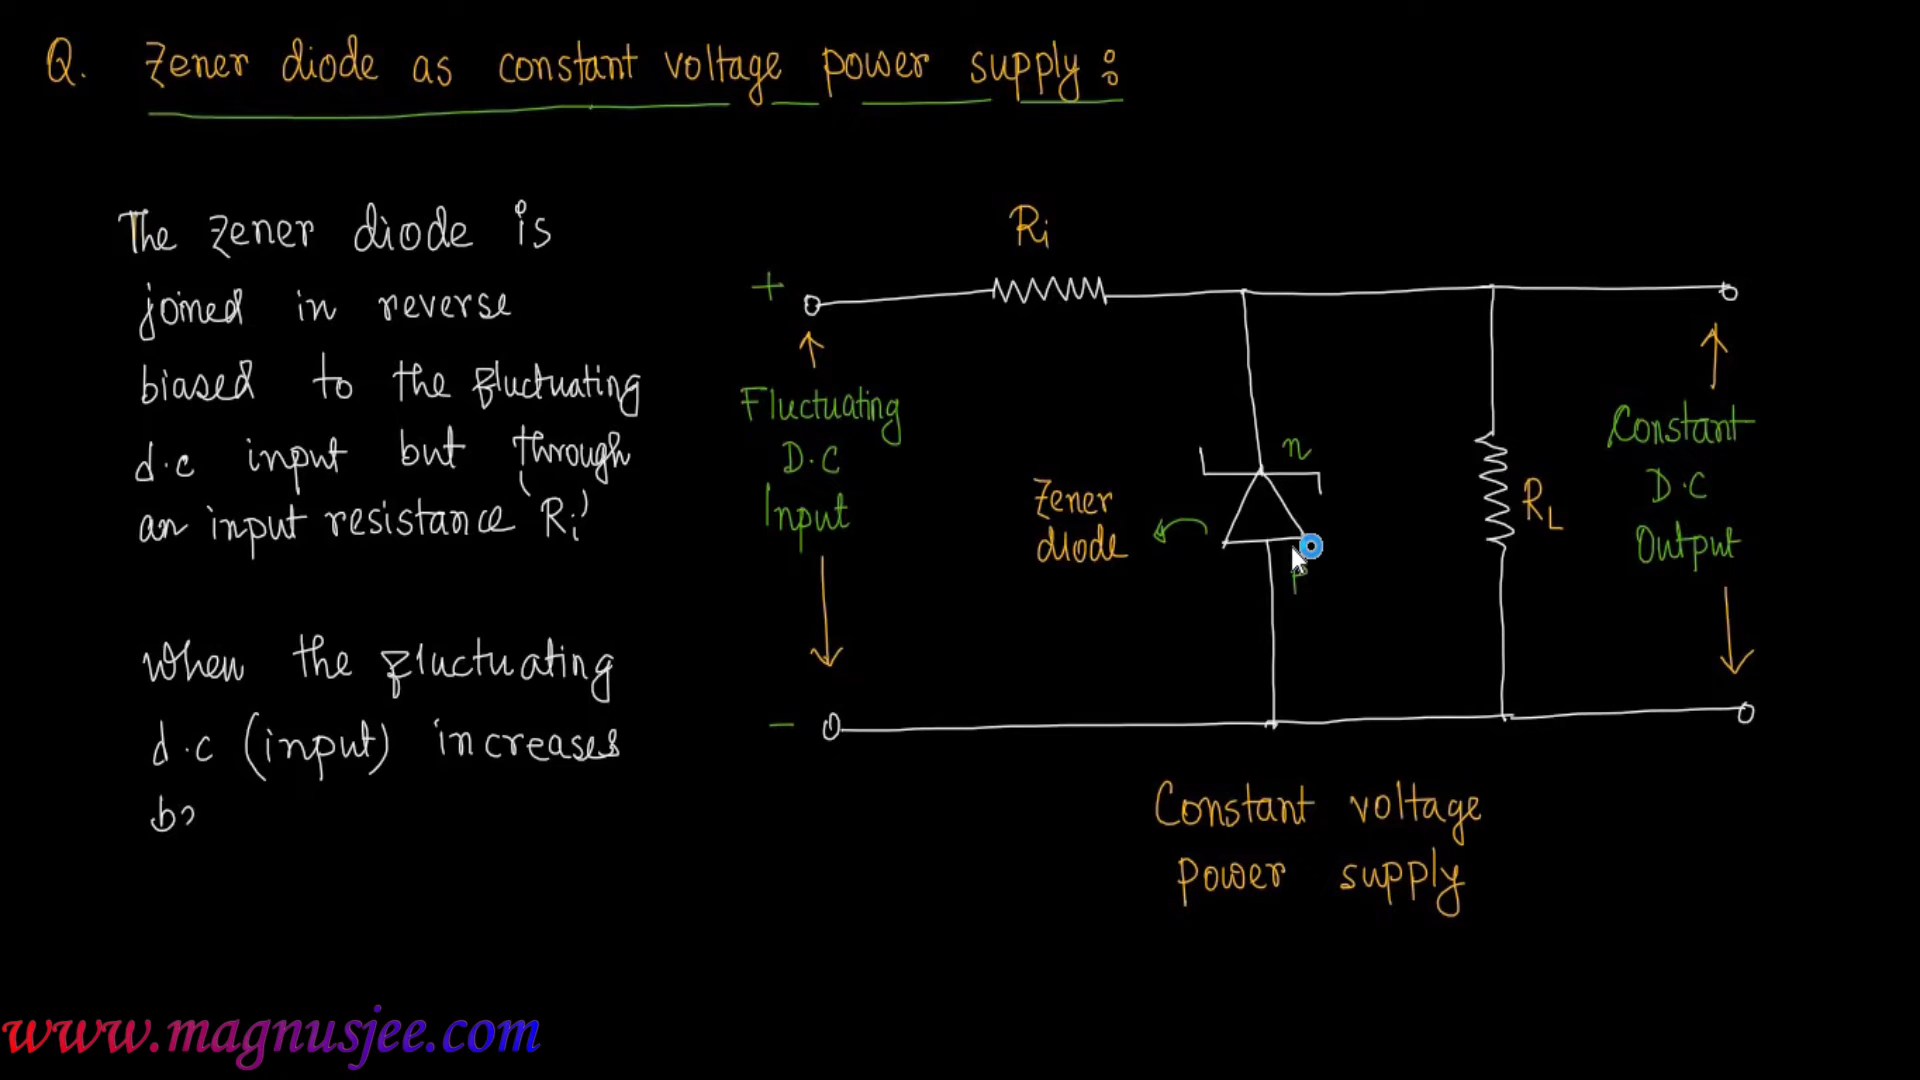 Q. Zener diode as constant voltage power supply :
The Zener diode is
joined in reverse
biased to the fluctuating
d.c input but through
an input resistance 'Ri'
When the fluctuating
d.c (input) increases
Ri
+
Fluctuating
D.C
Input
-
Zener
diode
n
P
RL
Constant
D.C
Output
Constant voltage
power supply
www.magnusjee.com